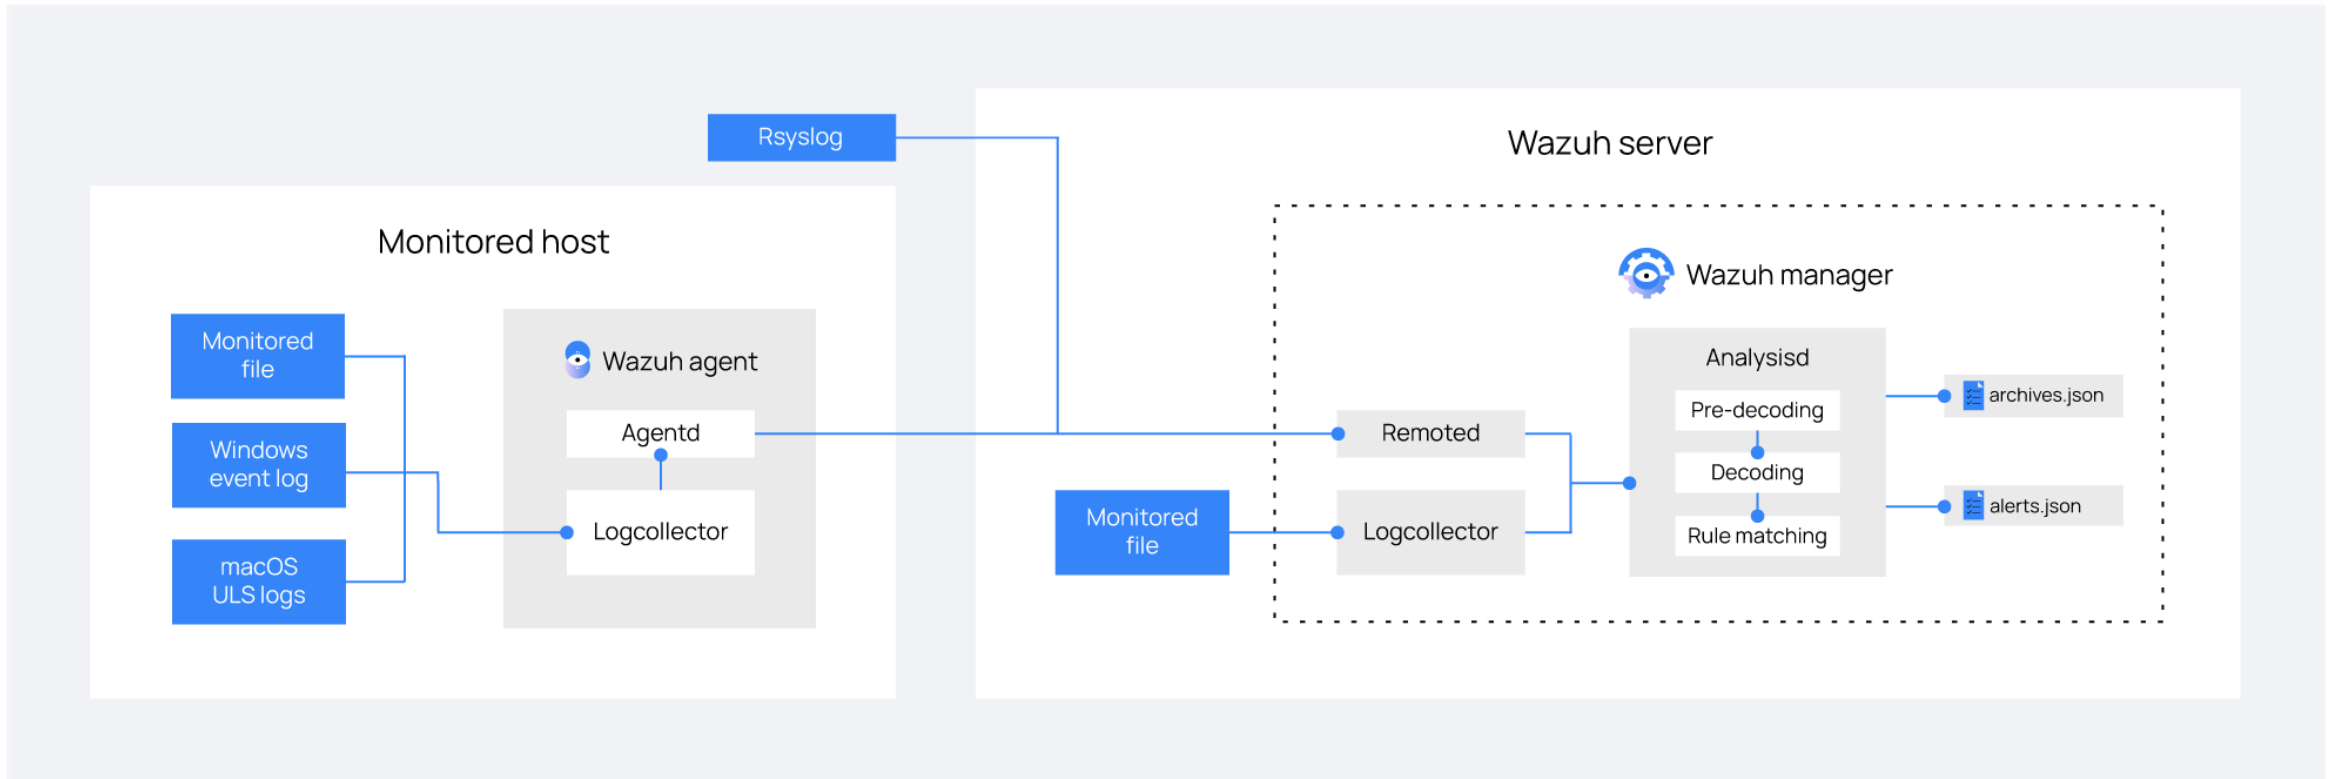 Rsyslog
Wazuh server
Monitored host
Wazuh manager
Monitored
file
Windows
event log
macOS
ULS logs
Wazuh agent
Agentd
Logcollector
Monitored
file
Remoted
Logcollector
Analysisd
Pre-decoding
Decoding
Rule matching
archives.json
alerts.json